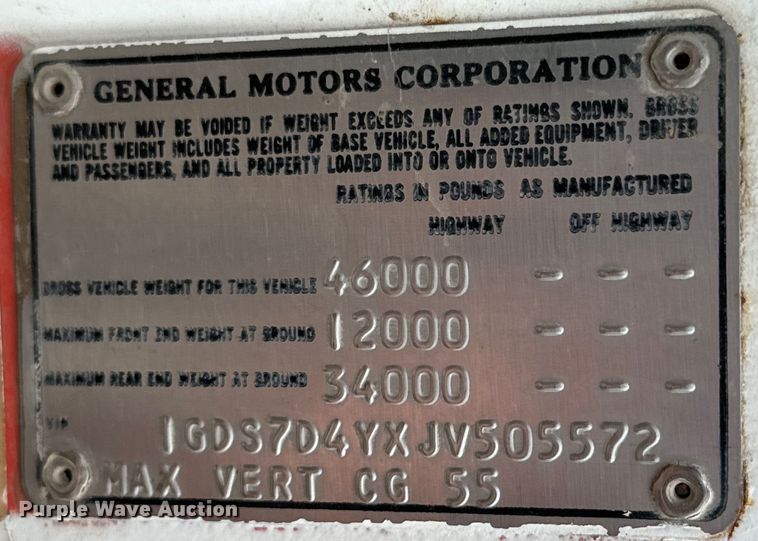 GENERAL MOTORS CORPORATION
WARRANTY MAY BE VOIDED IF WEIGHT EXCEEDS ANY OF RATINGS SHOWN. GROSS
VEHICLE WEIGHT INCLUDES WEIGHT OF BASE VEHICLE, ALL ADDED EQUIPMENT, DRIVER
AND PASSENGERS, AND ALL PROPERTY LOADED INTO OR ONTO VEHICLE.
RATINGS IN POUNDS AS MANUFACTURED
HIGHWAY OFF HIGHWAY
GROSS VEHICLE WEIGHT FOR THIS VEHICLE 46000 - - -
MAXIMUM FRONT END WEIGHT AT GROUND 12000 - - -
MAXIMUM REAR END WEIGHT AT GROUND 34000 - - -
VIN 1GDS7D4YXJV505572
MAX VERT CG 55
Purple Wave Auction